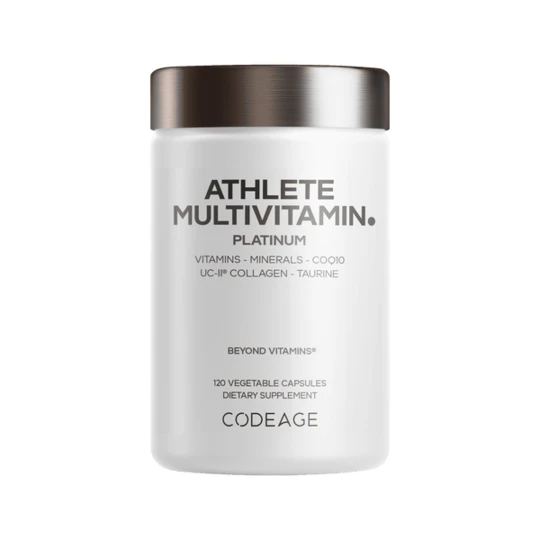 ATHLETE
MULTIVITAMIN.
PLATINUM
VITAMINS - MINERALS - COQ10
UC-II® COLLAGEN - TAURINE
BEYOND VITAMINS®
120 VEGETABLE CAPSULES
DIETARY SUPPLEMENT
CODEAGE